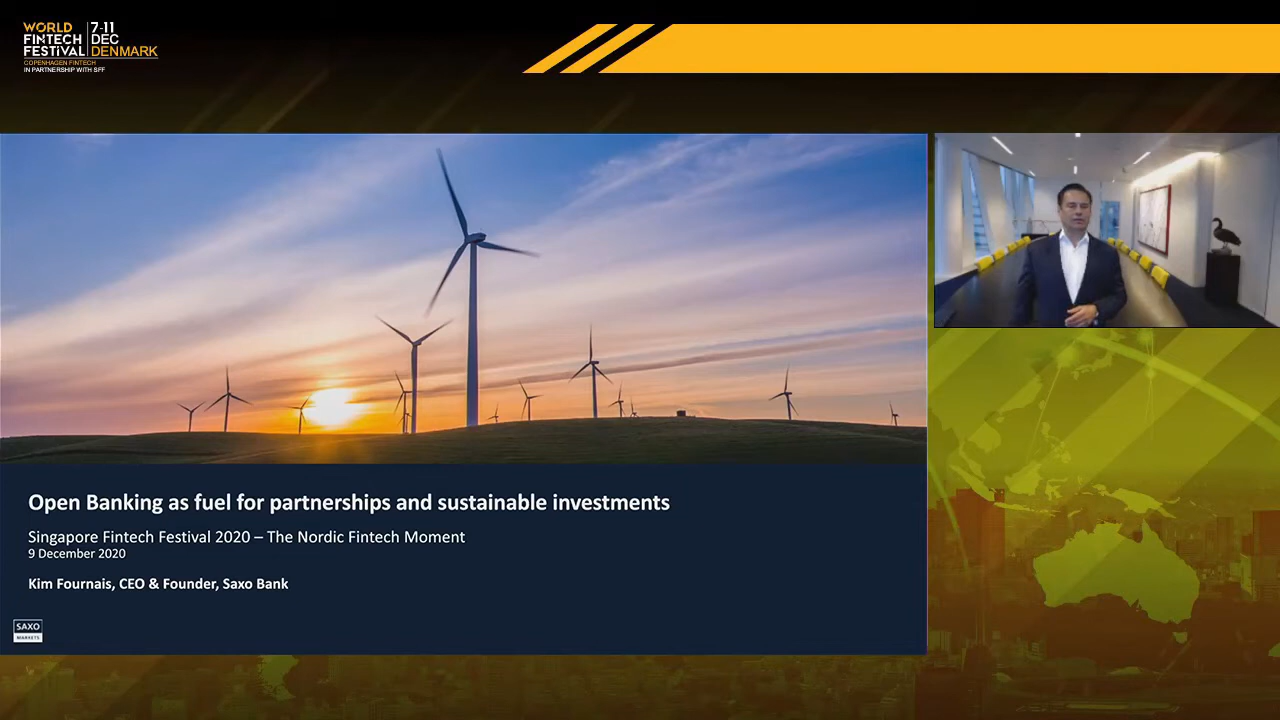 WORLD
FINTECH
FESTIVAL
7-11
DEC
DENMARK
COPENHAGEN FINTECH
IN PARTNERSHIP WITH SFF
Open Banking as fuel for partnerships and sustainable investments
Singapore Fintech Festival 2020 – The Nordic Fintech Moment
9 December 2020
Kim Fournais, CEO & Founder, Saxo Bank
SAXO
MARKETS